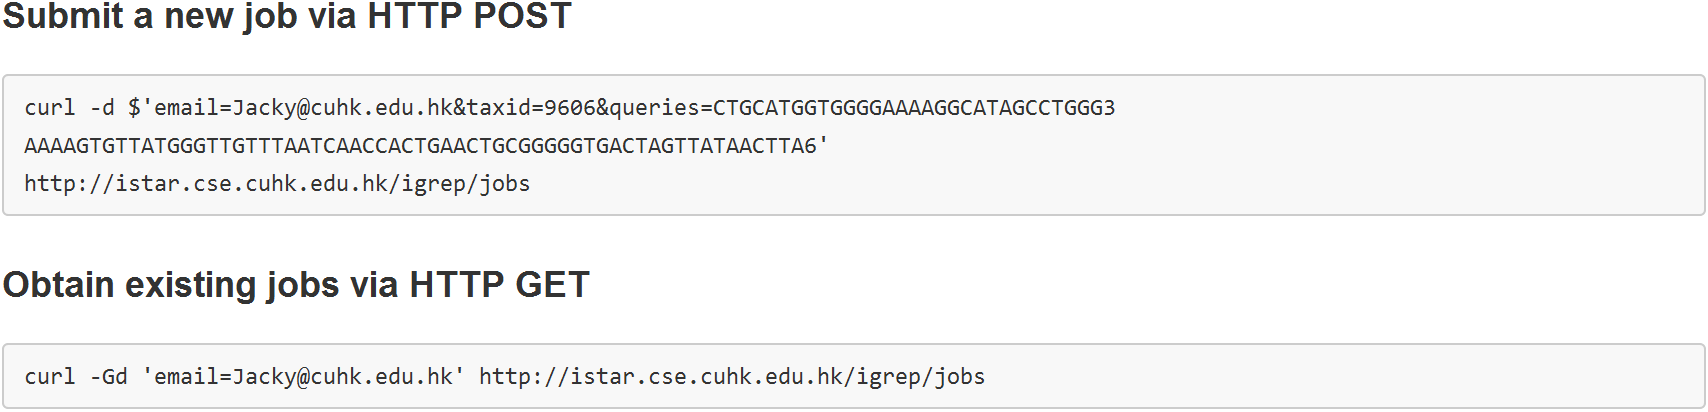 Submit a new job via HTTP POST
curl -d $'email=Jacky@cuhk.edu.hk&taxid=9606&queries=CTGCATGGTGGGGAAAAGGCATAGCCTGGG3
AAAAGTGTTATGGGTTGTTTAATCAACCACTGAACTGCGGGGGTGACTAGTTATAACTTA6'
http://istar.cse.cuhk.edu.hk/igrep/jobs
Obtain existing jobs via HTTP GET
curl -Gd 'email=Jacky@cuhk.edu.hk' http://istar.cse.cuhk.edu.hk/igrep/jobs